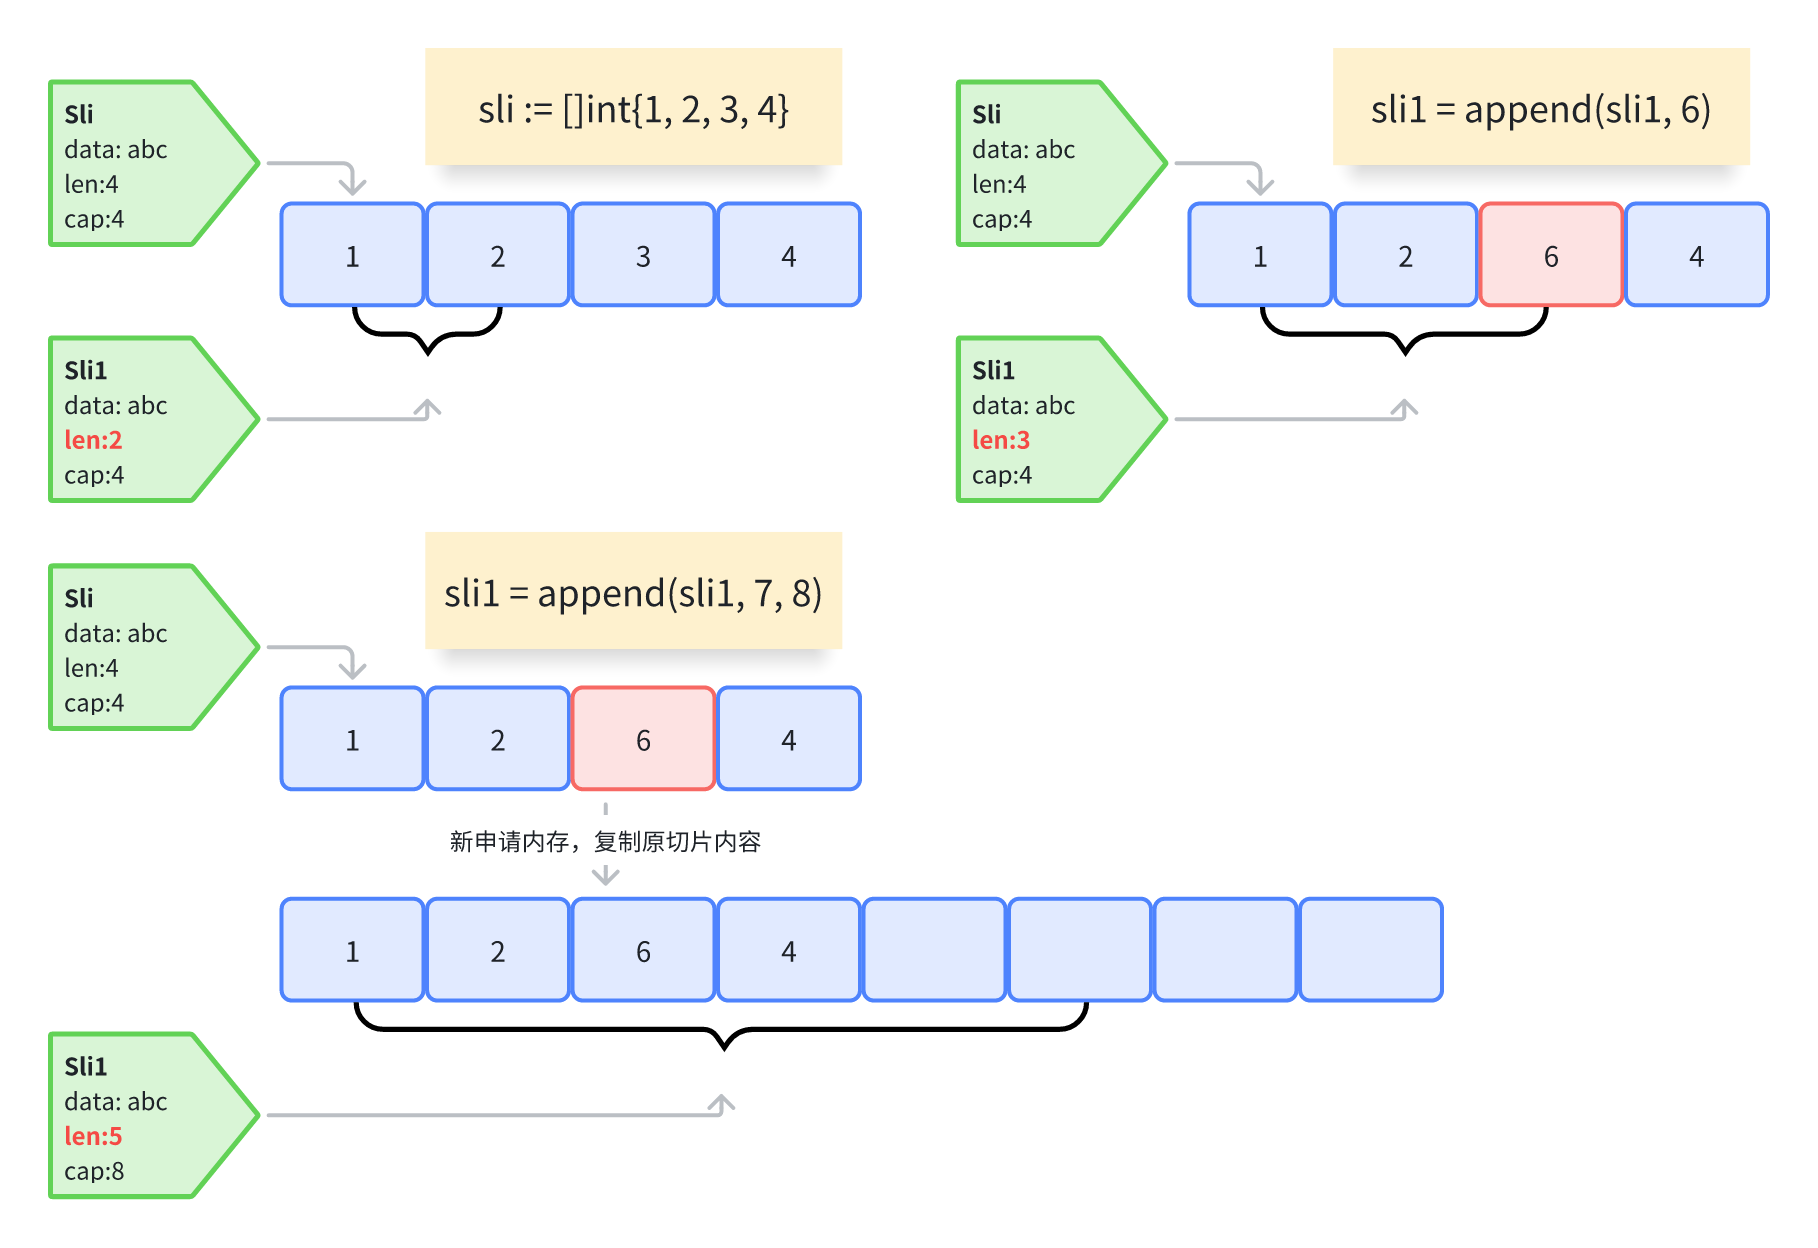 sli := []int{1, 2, 3, 4}
Sli
data: abc
len:4
cap:4
1 2 3 4
Sli1
data: abc
len:2
cap:4
sli1 = append(sli1, 6)
Sli
data: abc
len:4
cap:4
1 2 6 4
Sli1
data: abc
len:3
cap:4
sli1 = append(sli1, 7, 8)
Sli
data: abc
len:4
cap:4
1 2 6 4
新申请内存，复制原切片内容
1 2 6 4
Sli1
data: abc
len:5
cap:8